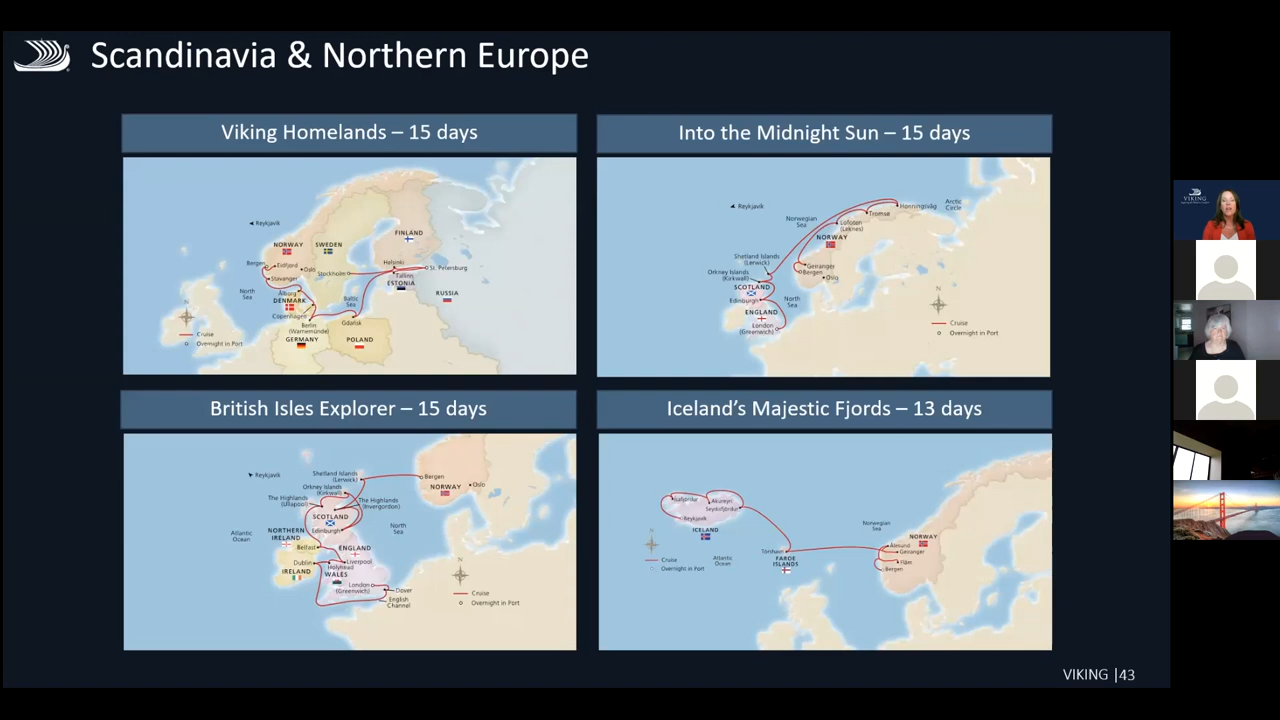 Scandinavia & Northern Europe
Viking Homelands – 15 days
Reykjavik
FINLAND
NORWAY
SWEDEN
Bergen
Eidfjord
Oslo
Stavanger
Stockholm
Helsinki
St. Petersburg
Tallinn
ESTONIA
North
Sea
Ålborg
DENMARK
Baltic
Sea
RUSSIA
Copenhagen
N
Berlin
(Warnemünde)
Gdańsk
Cruise
Overnight in Port
GERMANY
POLAND
Into the Midnight Sun – 15 days
Reykjavik
Honningsvåg
Arctic
Circle
Tromsø
Norwegian
Sea
Lofoten
(Leknes)
NORWAY
Shetland Islands
(Lerwick)
Geiranger
Bergen
Oslo
Orkney Islands
(Kirkwall)
SCOTLAND
Edinburgh
North
Sea
ENGLAND
London
(Greenwich)
N
Cruise
Overnight in Port
British Isles Explorer – 15 days
Reykjavik
Shetland Islands
(Lerwick)
Bergen
NORWAY
Oslo
Orkney Islands
(Kirkwall)
The Highlands
(Ullapool)
The Highlands
(Invergordon)
SCOTLAND
Edinburgh
Atlantic
Ocean
NORTHERN
IRELAND
North
Sea
Belfast
ENGLAND
Dublin
Liverpool
Holyhead
IRELAND
WALES
London
(Greenwich)
Dover
English
Channel
N
Cruise
Overnight in Port
Iceland's Majestic Fjords – 13 days
Ísafjörður
Akureyri
Seydisfjördur
Reykjavik
ICELAND
Norwegian
Sea
NORWAY
N
Tórshavn
FAROE
ISLANDS
Ålesund
Geiranger
Flåm
Bergen
Atlantic
Ocean
Cruise
Overnight in Port
VIKING |43
VIKING